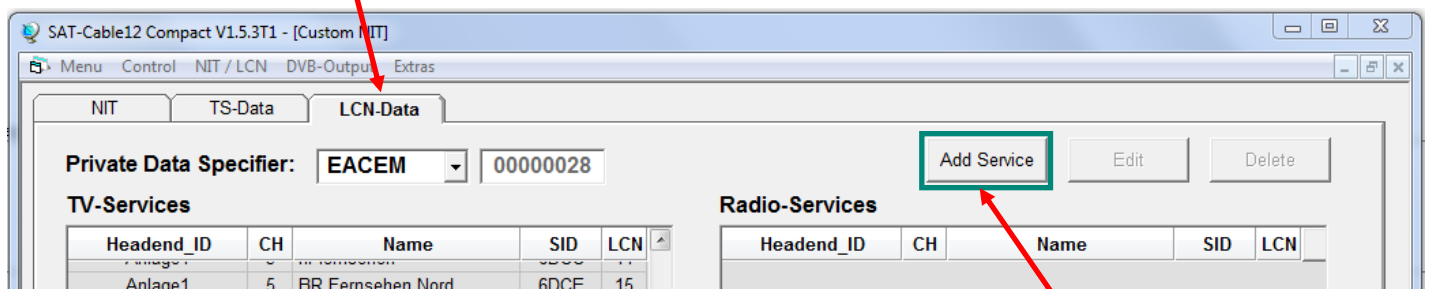 SAT-Cable12 Compact V1.5.3T1 - [Custom NIT]
Menu Control NIT / LCN DVB-Output Extras
NIT TS-Data LCN-Data
Private Data Specifier: EACEM 00000028 Add Service Edit Delete
TV-Services Radio-Services
Headend_ID CH Name SID LCN Headend_ID CH Name SID LCN
Anlage1 5 BR Fernsehen Nord 6DCE 15